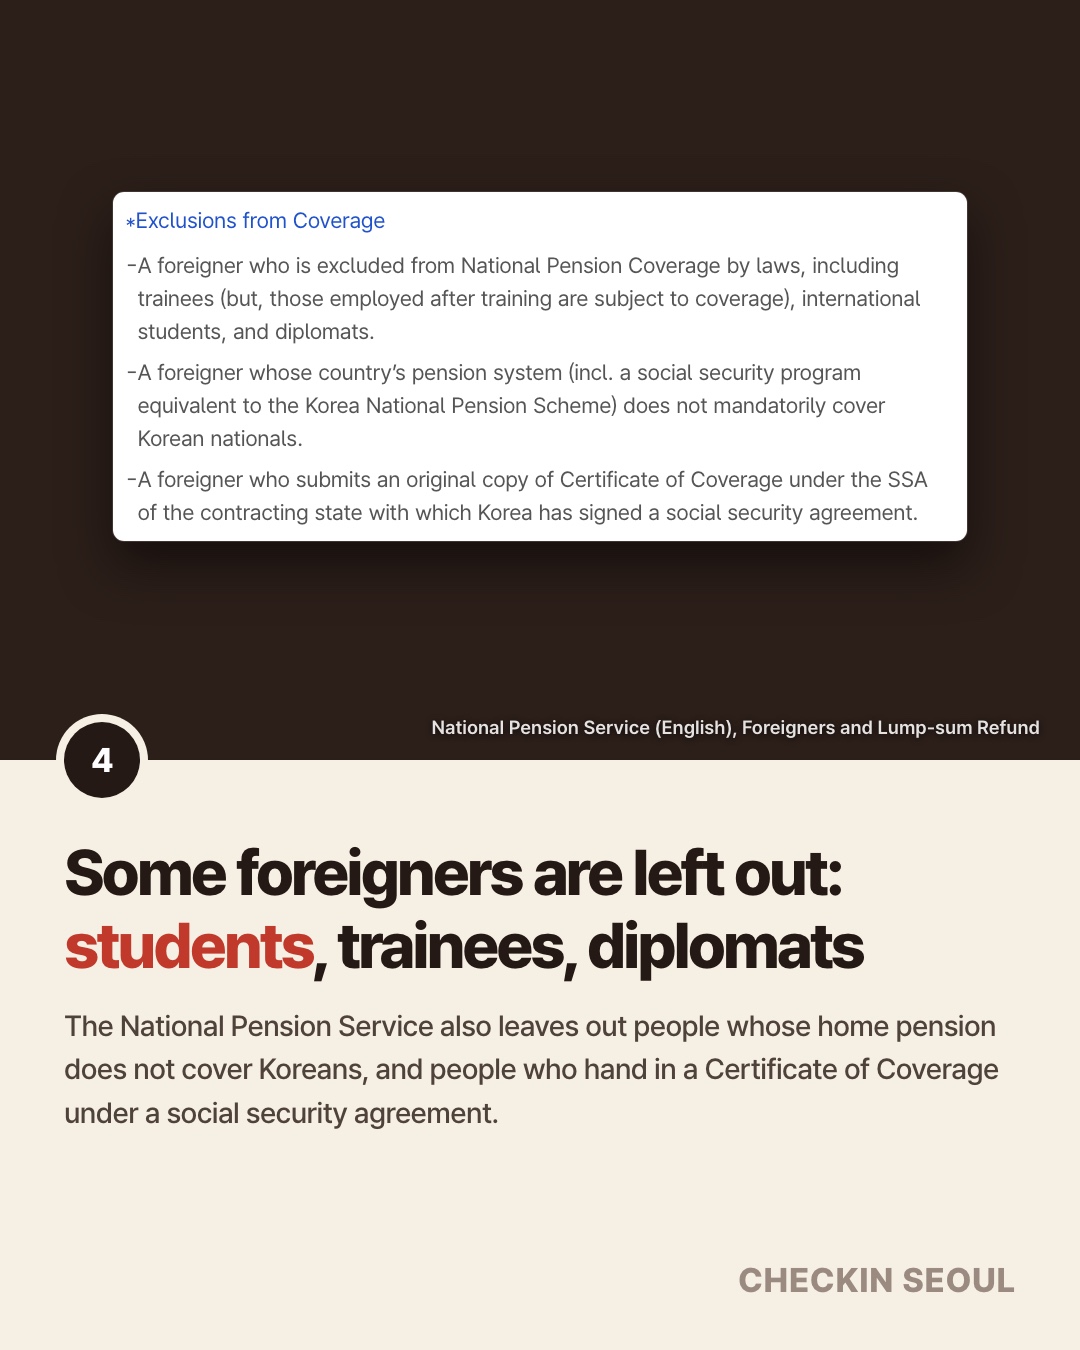 *Exclusions from Coverage
-A foreigner who is excluded from National Pension Coverage by laws, including
trainees (but, those employed after training are subject to coverage), international
students, and diplomats.
-A foreigner whose country’s pension system (incl. a social security program
equivalent to the Korea National Pension Scheme) does not mandatorily cover
Korean nationals.
-A foreigner who submits an original copy of Certificate of Coverage under the SSA
of the contracting state with which Korea has signed a social security agreement.
National Pension Service (English), Foreigners and Lump-sum Refund
4
Some foreigners are left out:
students, trainees, diplomats
The National Pension Service also leaves out people whose home pension
does not cover Koreans, and people who hand in a Certificate of Coverage
under a social security agreement.
CHECKIN SEOUL